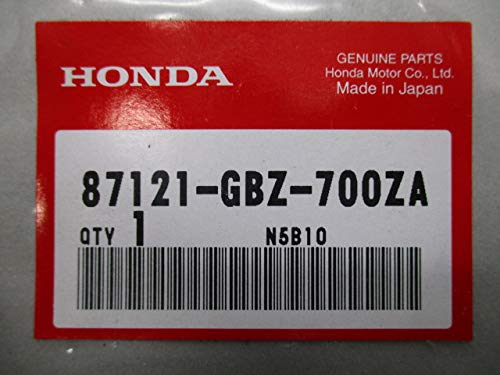 HONDA
GENUINE PARTS
Honda Motor Co., Ltd.
Made in Japan
87121-GBZ-700ZA
QTY 1 N5B10